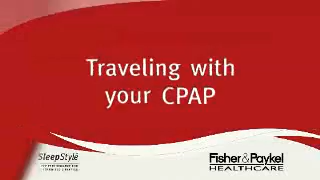 Traveling with
your CPAP
SleepStyle
Fisher & Paykel
HEALTHCARE